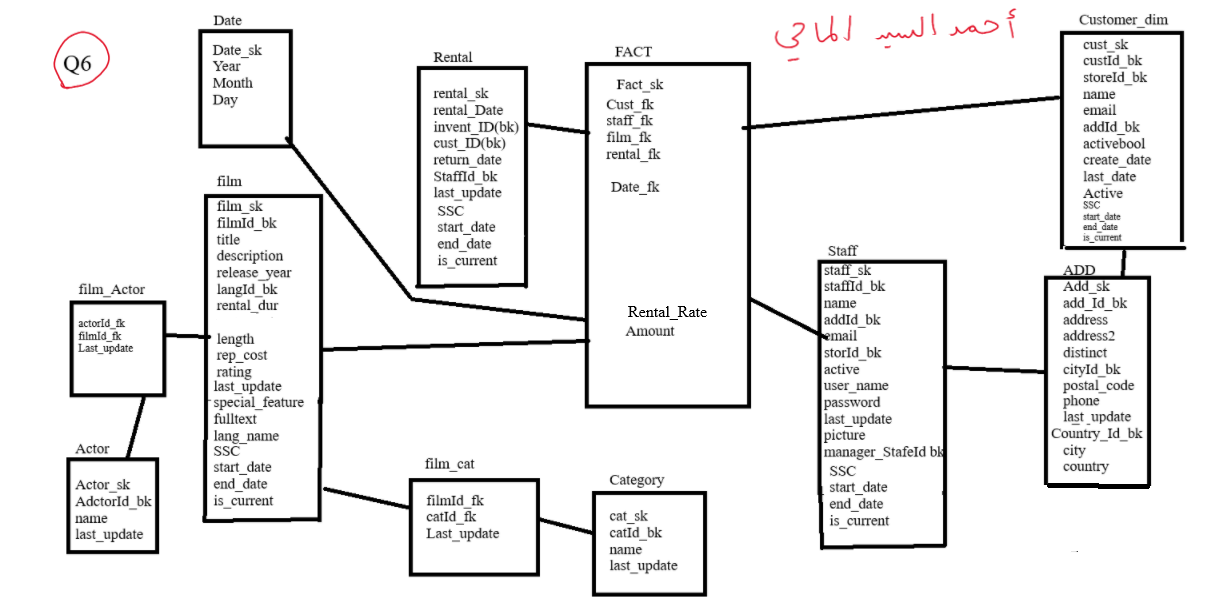 Q6
أحمد السيد الماحي
Date
Date_sk
Year
Month
Day
Rental
rental_sk
rental_Date
invent_ID(bk)
cust_ID(bk)
return_date
StaffId_bk
last_update
SSC
start_date
end_date
is_current
FACT
Fact_sk
Cust_fk
staff_fk
film_fk
rental_fk
Date_fk
Rental_Rate
Amount
Customer_dim
cust_sk
custId_bk
storeId_bk
name
email
addId_bk
activebool
create_date
last_date
Active
SSC
start_date
end_date
is_current
film
film_sk
filmId_bk
title
description
release_year
langId_bk
rental_dur
length
rep_cost
rating
last_update
special_feature
fulltext
lang_name
SSC
start_date
end_date
is_current
film_Actor
actorId_fk
filmId_fk
Last_update
Actor
Actor_sk
AdctorId_bk
name
last_update
film_cat
filmId_fk
catId_fk
Last_update
Category
cat_sk
catId_bk
name
last_update
Staff
staff_sk
staffId_bk
name
addId_bk
email
storId_bk
active
user_name
password
last_update
picture
manager_StafeId bk
SSC
start_date
end_date
is_current
ADD
Add_sk
add_Id_bk
address
address2
distinct
cityId_bk
postal_code
phone
last_update
Country_Id_bk
city
country